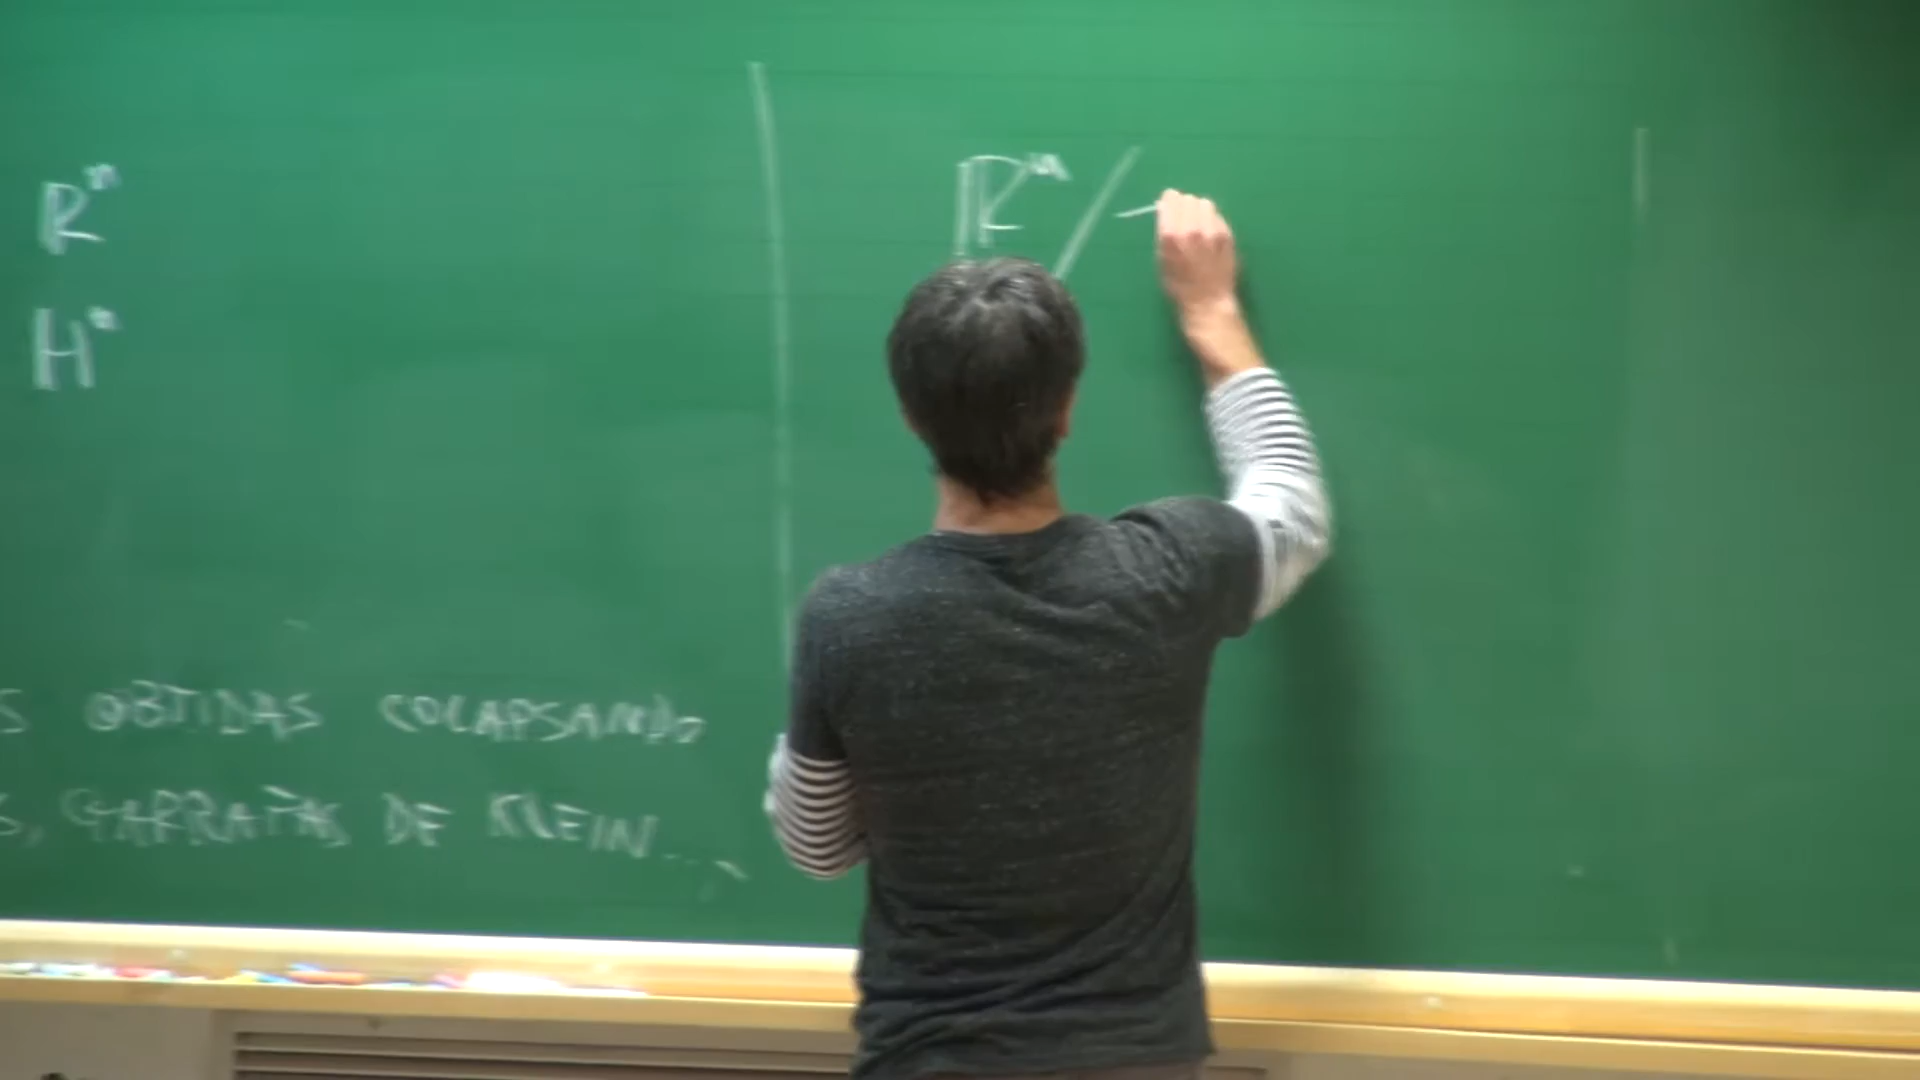 Rⁿ
Hⁿ
S OBTIDAS COLAPSANDO
S, GARRAFAS DE KLEIN...
ℝⁿ /